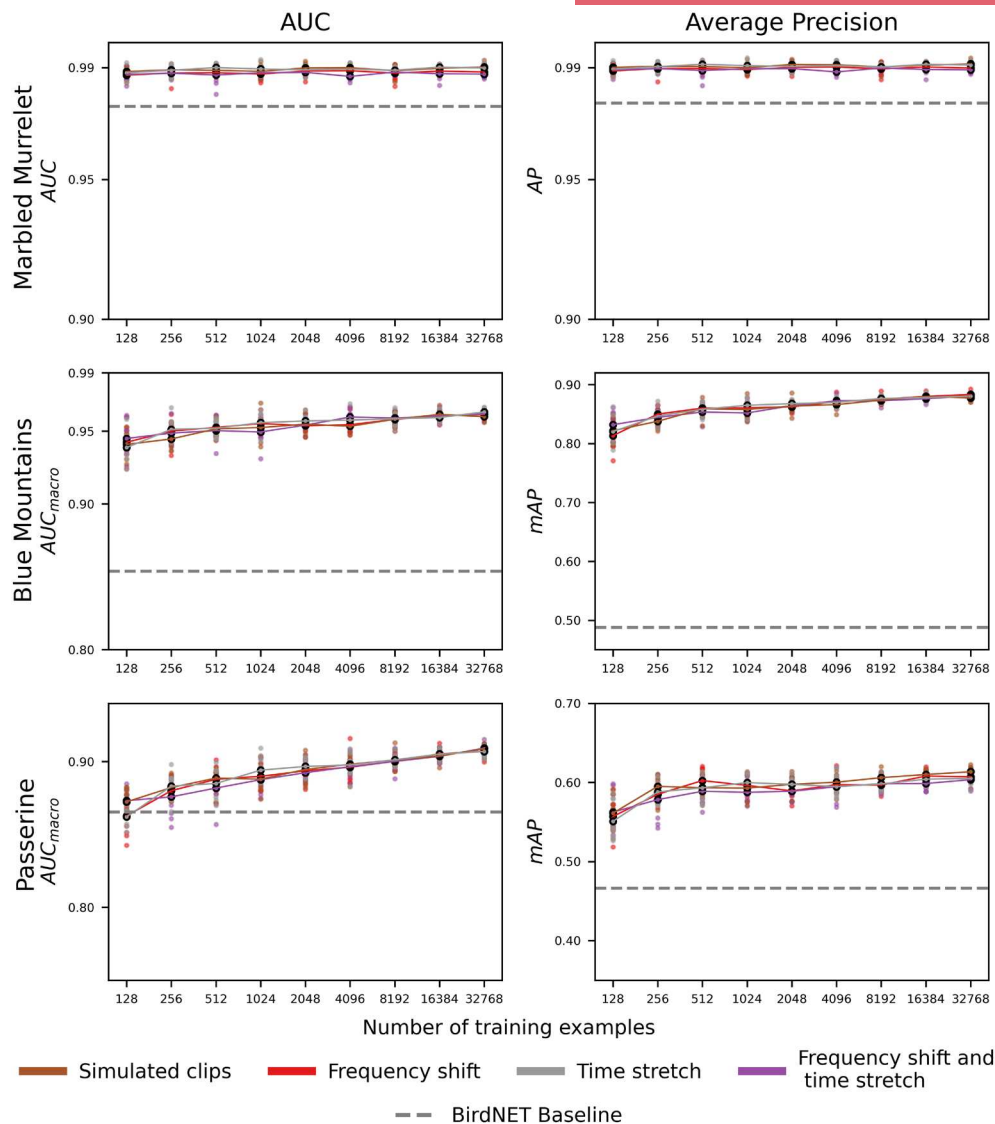 AUC
Average Precision
Marbled Murrelet
AUC
0.99
0.95
0.90
128 256 512 1024 2048 4096 8192 16384 32768
AP
0.99
0.95
0.90
128 256 512 1024 2048 4096 8192 16384 32768
Blue Mountains
AUCmacro
0.99
0.95
0.90
0.80
128 256 512 1024 2048 4096 8192 16384 32768
mAP
0.90
0.80
0.70
0.60
0.50
128 256 512 1024 2048 4096 8192 16384 32768
Passerine
AUCmacro
0.90
0.80
128 256 512 1024 2048 4096 8192 16384 32768
mAP
0.70
0.60
0.50
0.40
128 256 512 1024 2048 4096 8192 16384 32768
Number of training examples
Simulated clips
Frequency shift
Time stretch
Frequency shift and
time stretch
BirdNET Baseline